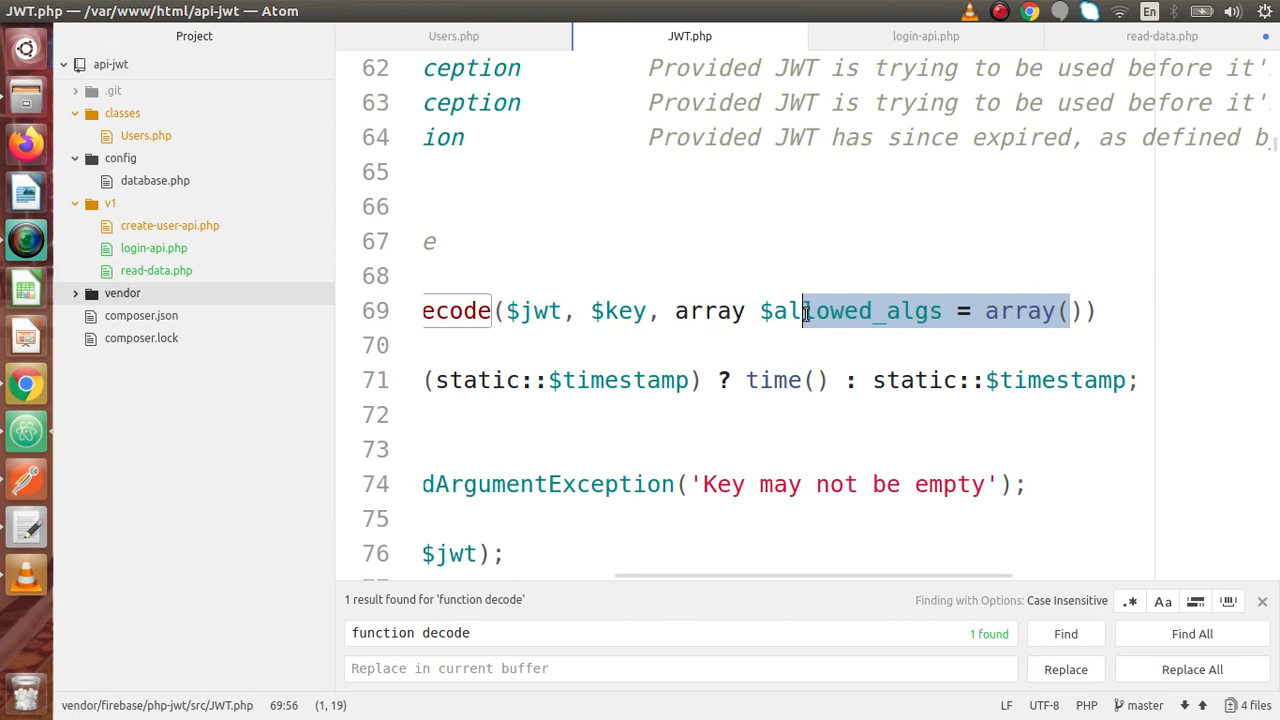 JWT.php — /var/www/html/api-jwt — Atom
En
Project
Users.php
JWT.php
login-api.php
read-data.php
api-jwt
.git
classes
Users.php
config
database.php
v1
create-user-api.php
login-api.php
read-data.php
vendor
composer.json
composer.lock
62 ception Provided JWT is trying to be used before it'
63 ception Provided JWT is trying to be used before it'
64 ion Provided JWT has since expired, as defined b
65
66
67 e
68
69 ecode($jwt, $key, array $allowed_algs = array())
70
71 (static::$timestamp) ? time() : static::$timestamp;
72
73
74 dArgumentException('Key may not be empty');
75
76 $jwt);
1 result found for 'function decode'
Finding with Options: Case Insensitive
.*
Aa
function decode
1 found
Find
Find All
Replace in current buffer
Replace
Replace All
vendor/firebase/php-jwt/src/JWT.php 69:56 (1, 19)
LF UTF-8 PHP master 4 files